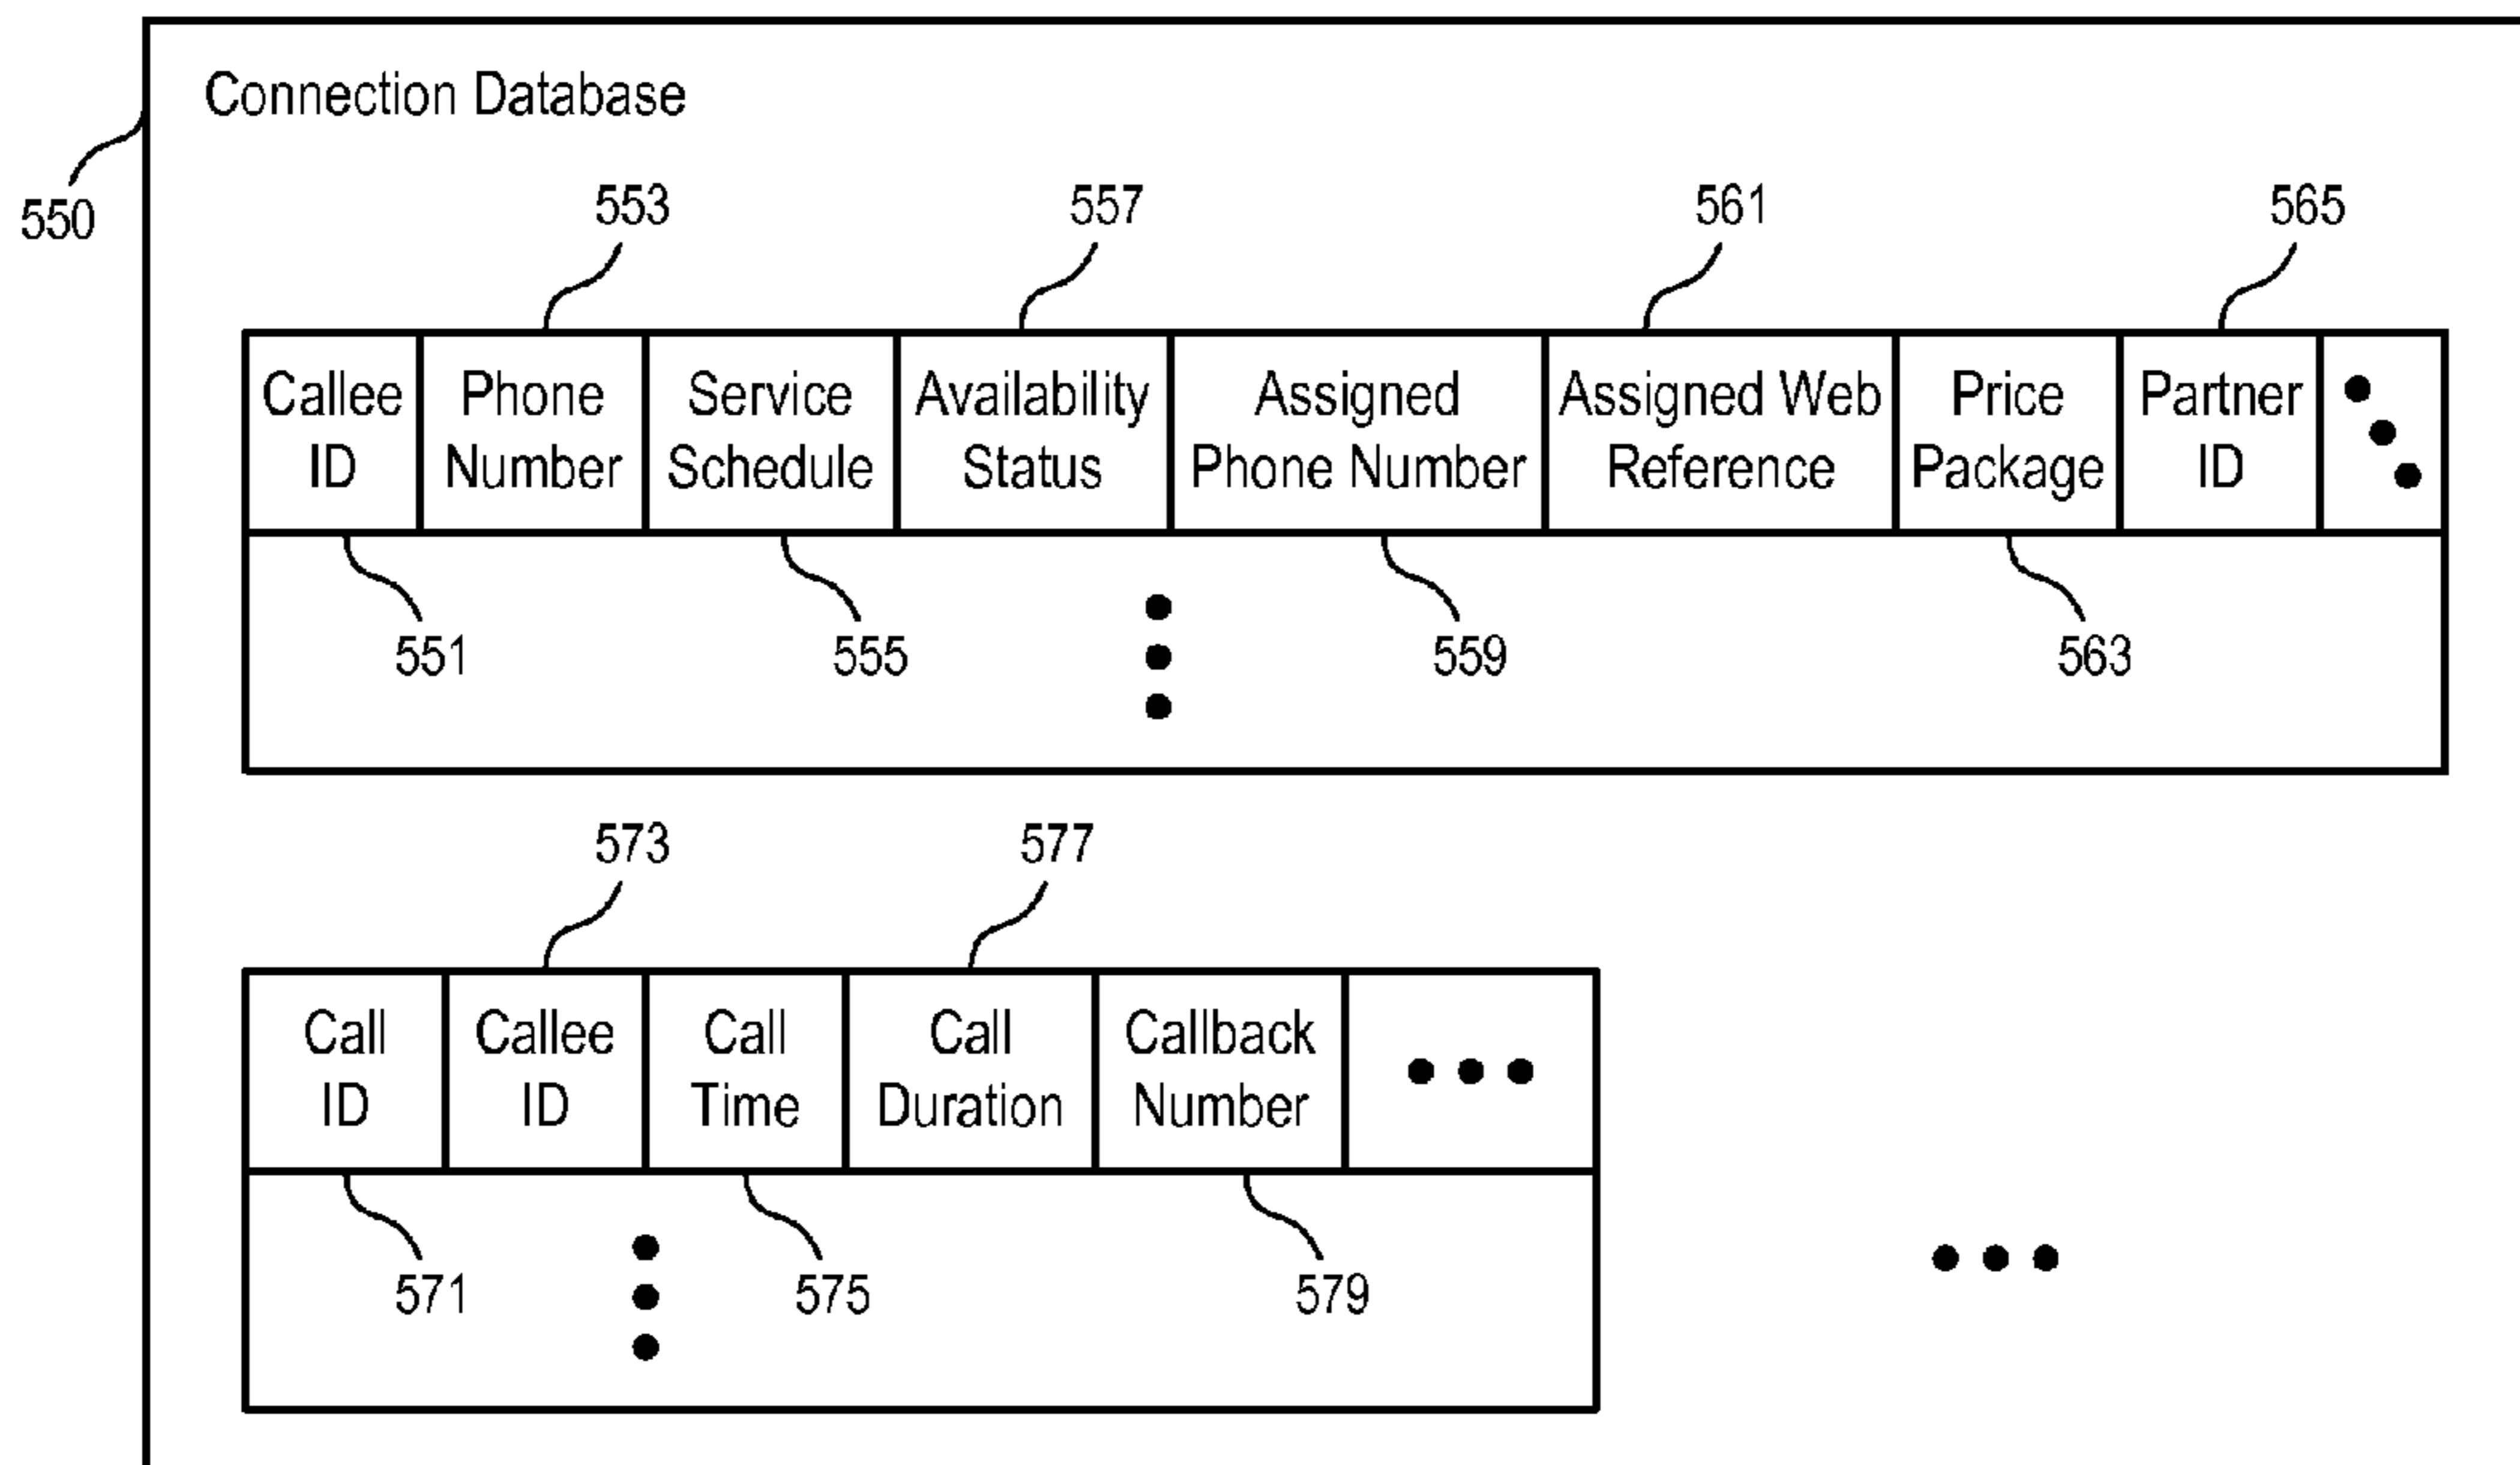 Connection Database
550
553 557 561 565
Callee Phone Service Availability Assigned Assigned Web Price Partner
ID Number Schedule Status Phone Number Reference Package ID
551 555 559 563
573 577
Call Callee Call Call Callback
ID ID Time Duration Number
571 575 579